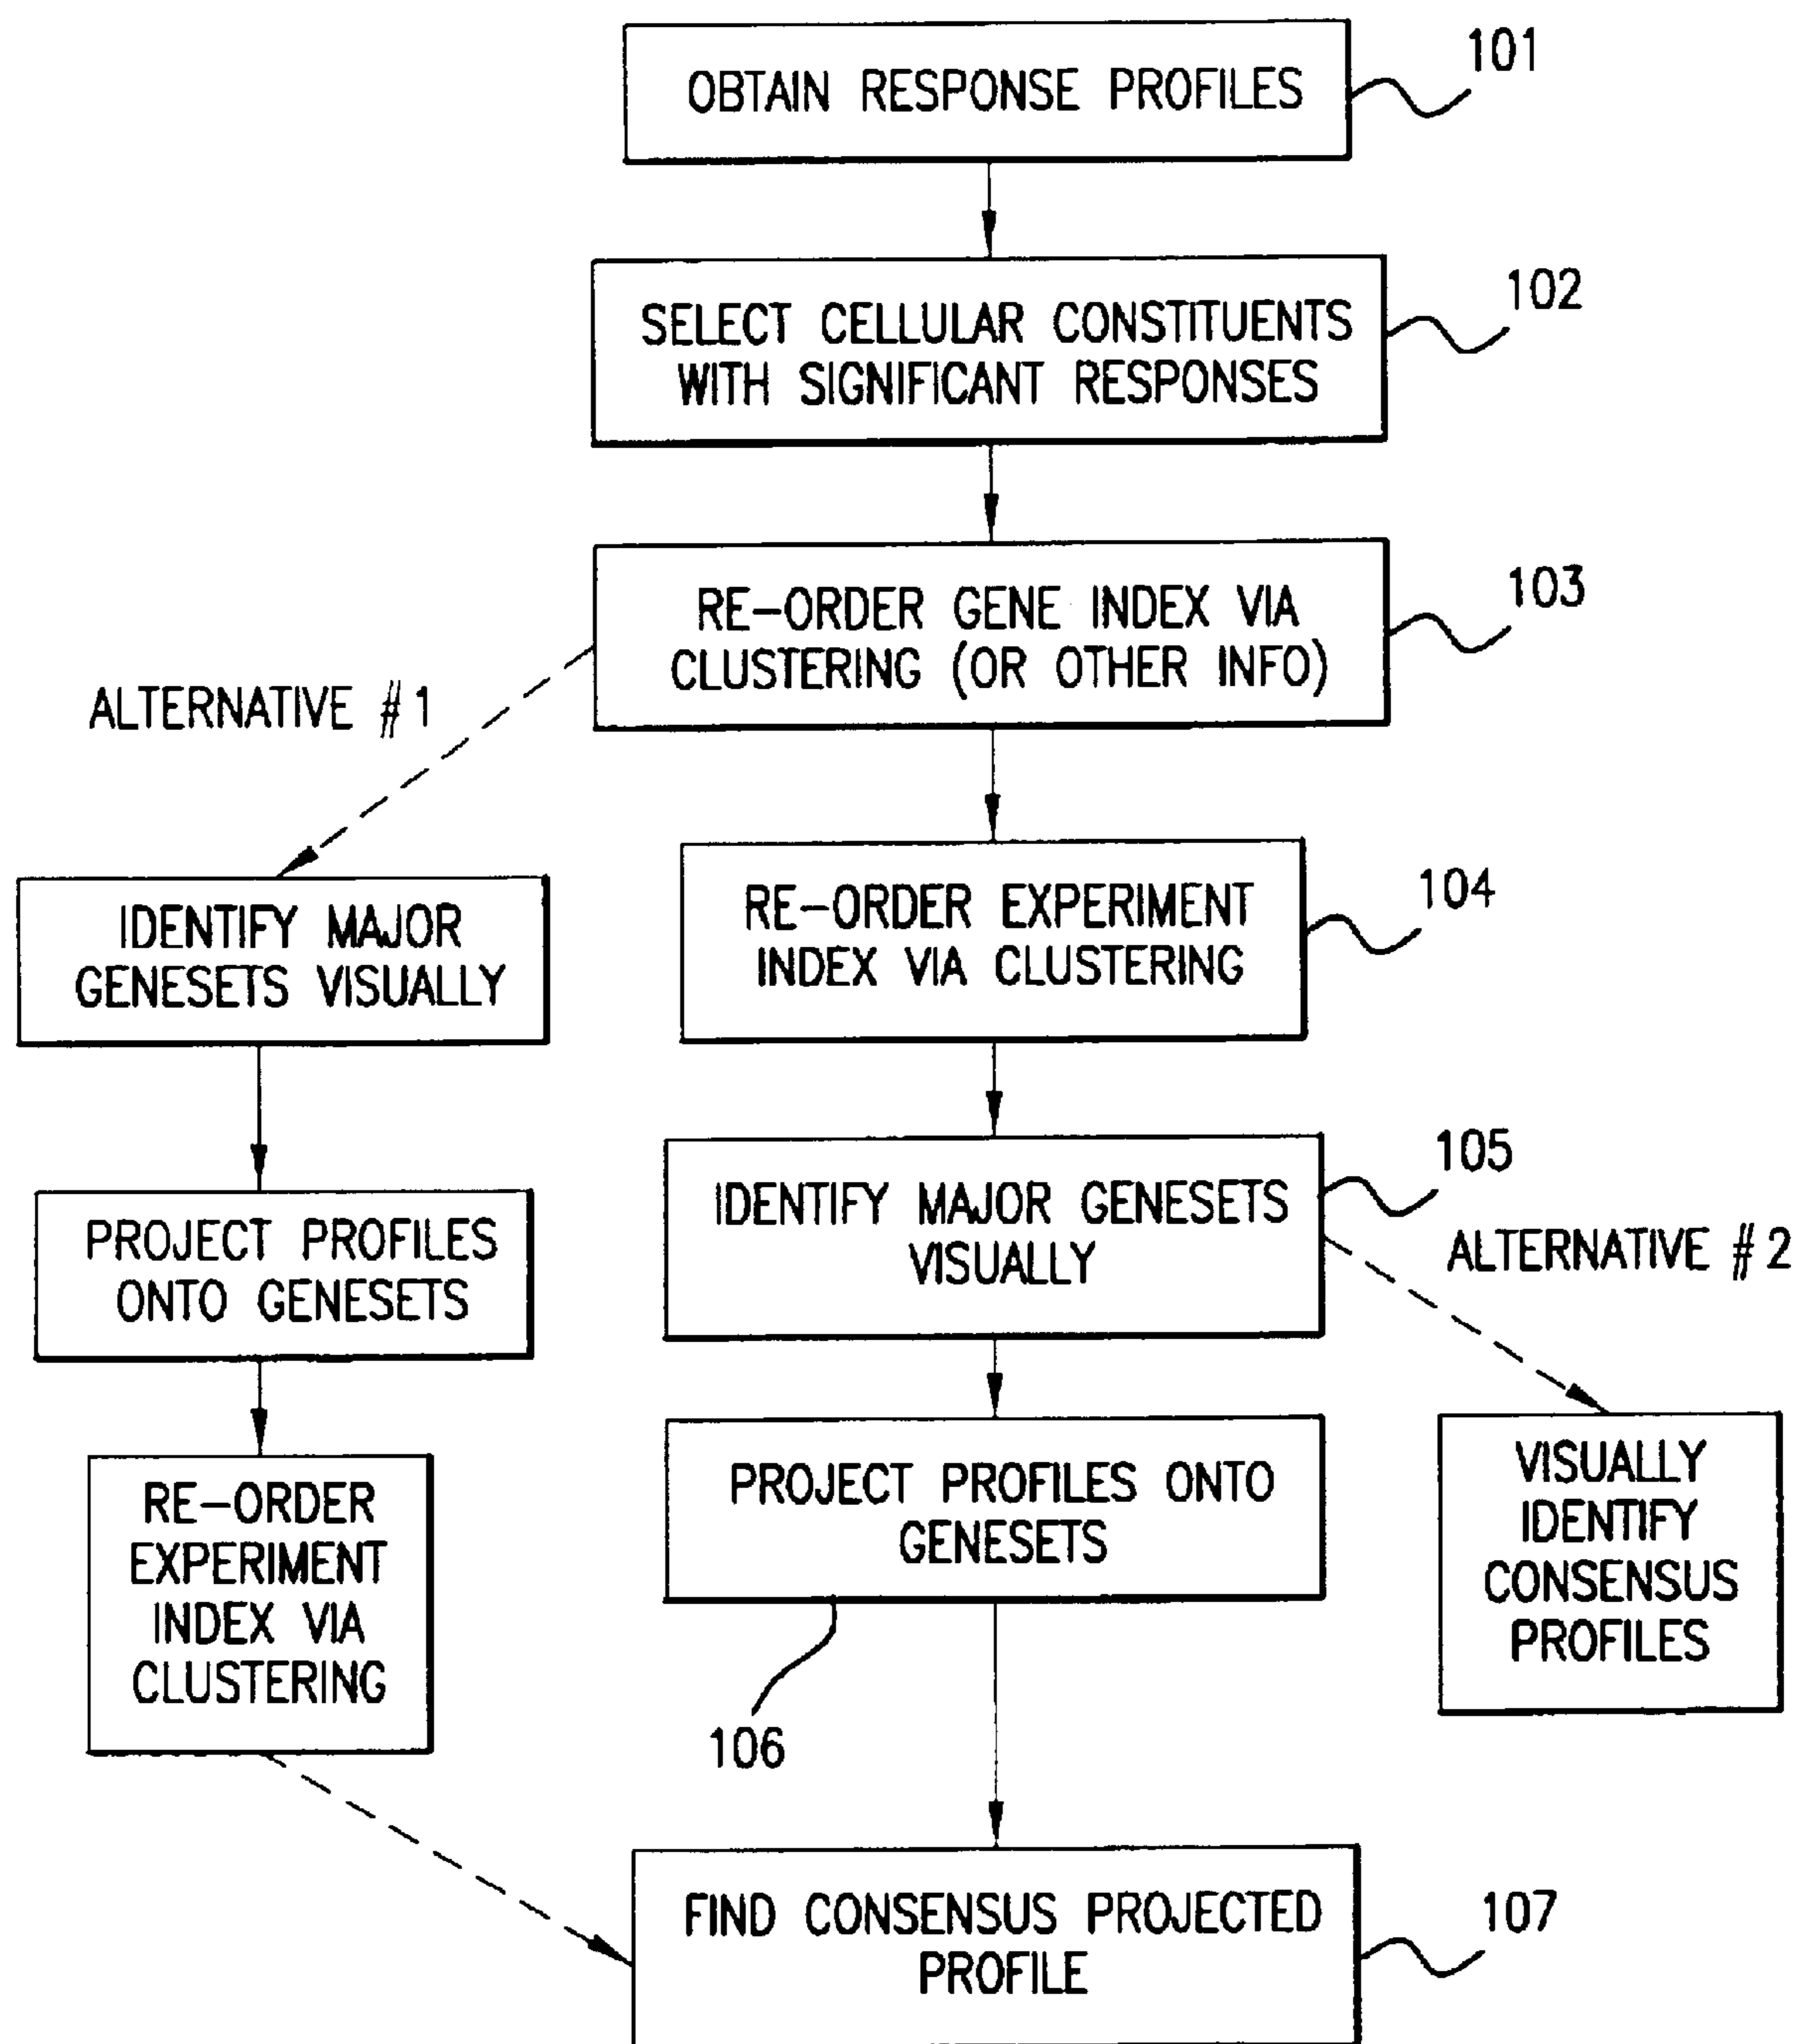 OBTAIN RESPONSE PROFILES
101
SELECT CELLULAR CONSTITUENTS
WITH SIGNIFICANT RESPONSES
102
RE-ORDER GENE INDEX VIA
CLUSTERING (OR OTHER INFO)
103
ALTERNATIVE #1
IDENTIFY MAJOR
GENESETS VISUALLY
RE-ORDER EXPERIMENT
INDEX VIA CLUSTERING
104
PROJECT PROFILES
ONTO GENESETS
IDENTIFY MAJOR GENESETS
VISUALLY
105
ALTERNATIVE #2
RE-ORDER
EXPERIMENT
INDEX VIA
CLUSTERING
PROJECT PROFILES ONTO
GENESETS
106
VISUALLY
IDENTIFY
CONSENSUS
PROFILES
FIND CONSENSUS PROJECTED
PROFILE
107